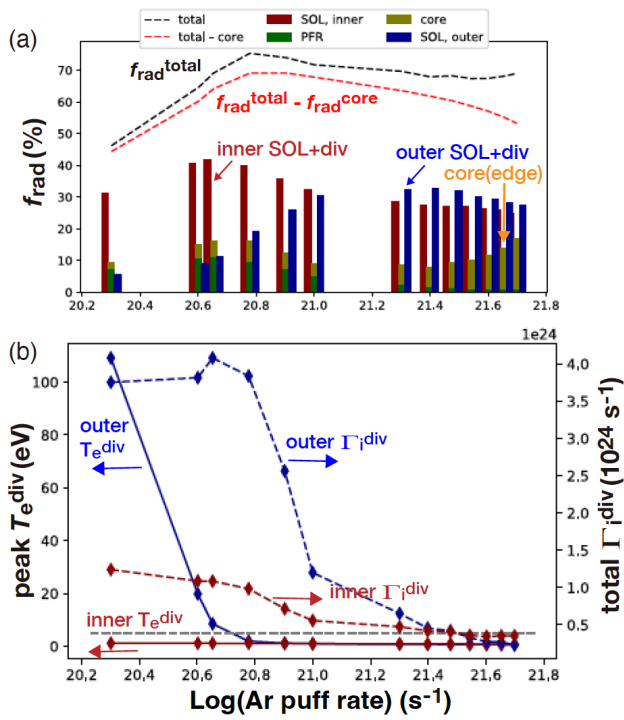 total
total - core
SOL, inner
PFR
core
SOL, outer
(a)
f_rad^total
f_rad^total - f_rad^core
inner SOL+div
outer SOL+div
core(edge)
f_rad (%)
70
60
50
40
30
20
10
0
20.2 20.4 20.6 20.8 21.0 21.2 21.4 21.6 21.8
(b)
1e24
outer
T_e^div
outer Γ_i^div
inner Γ_i^div
inner T_e^div
peak T_e^div (eV)
100
80
60
40
20
0
total Γ_i^div (10^24 s^-1)
4.0
3.5
3.0
2.5
2.0
1.5
1.0
0.5
20.2 20.4 20.6 20.8 21.0 21.2 21.4 21.6 21.8
Log(Ar puff rate) (s^-1)